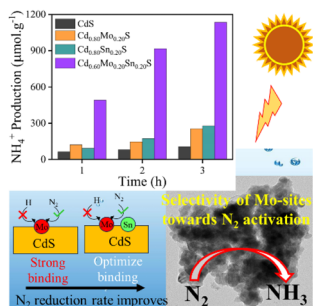 1200
900
600
300
0
NH₄⁺ Production (μmol.g⁻¹)
CdS
Cd₀.₈₀Mo₀.₂₀S
Cd₀.₈₀Sn₀.₂₀S
Cd₀.₆₀Mo₀.₂₀Sn₀.₂₀S
1 2 3
Time (h)
H N₂ H N₂
Mo Mo Sn
CdS CdS
Strong Optimize
binding binding
N₂ reduction rate improves
Selectivity of Mo-sites
towards N₂ activation
N₂ NH₃